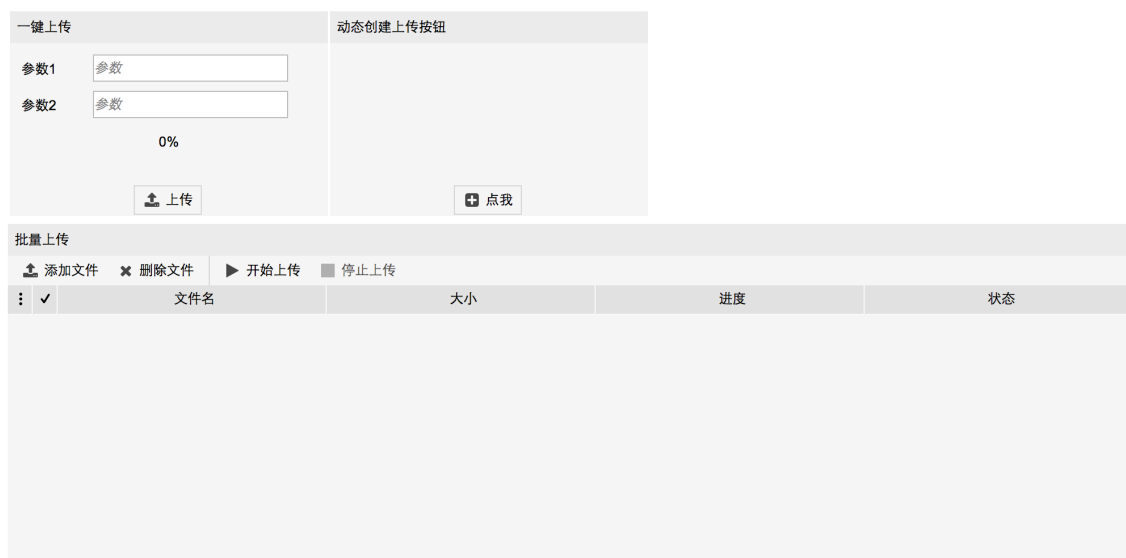 一键上传
参数1 参数
参数2 参数
0%
上传
动态创建上传按钮
点我
批量上传
添加文件 删除文件 开始上传 停止上传
文件名 大小 进度 状态